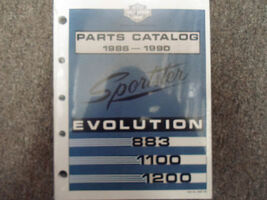 PARTS CATALOG
1986-1990
Sportster
EVOLUTION
883
1100
1200